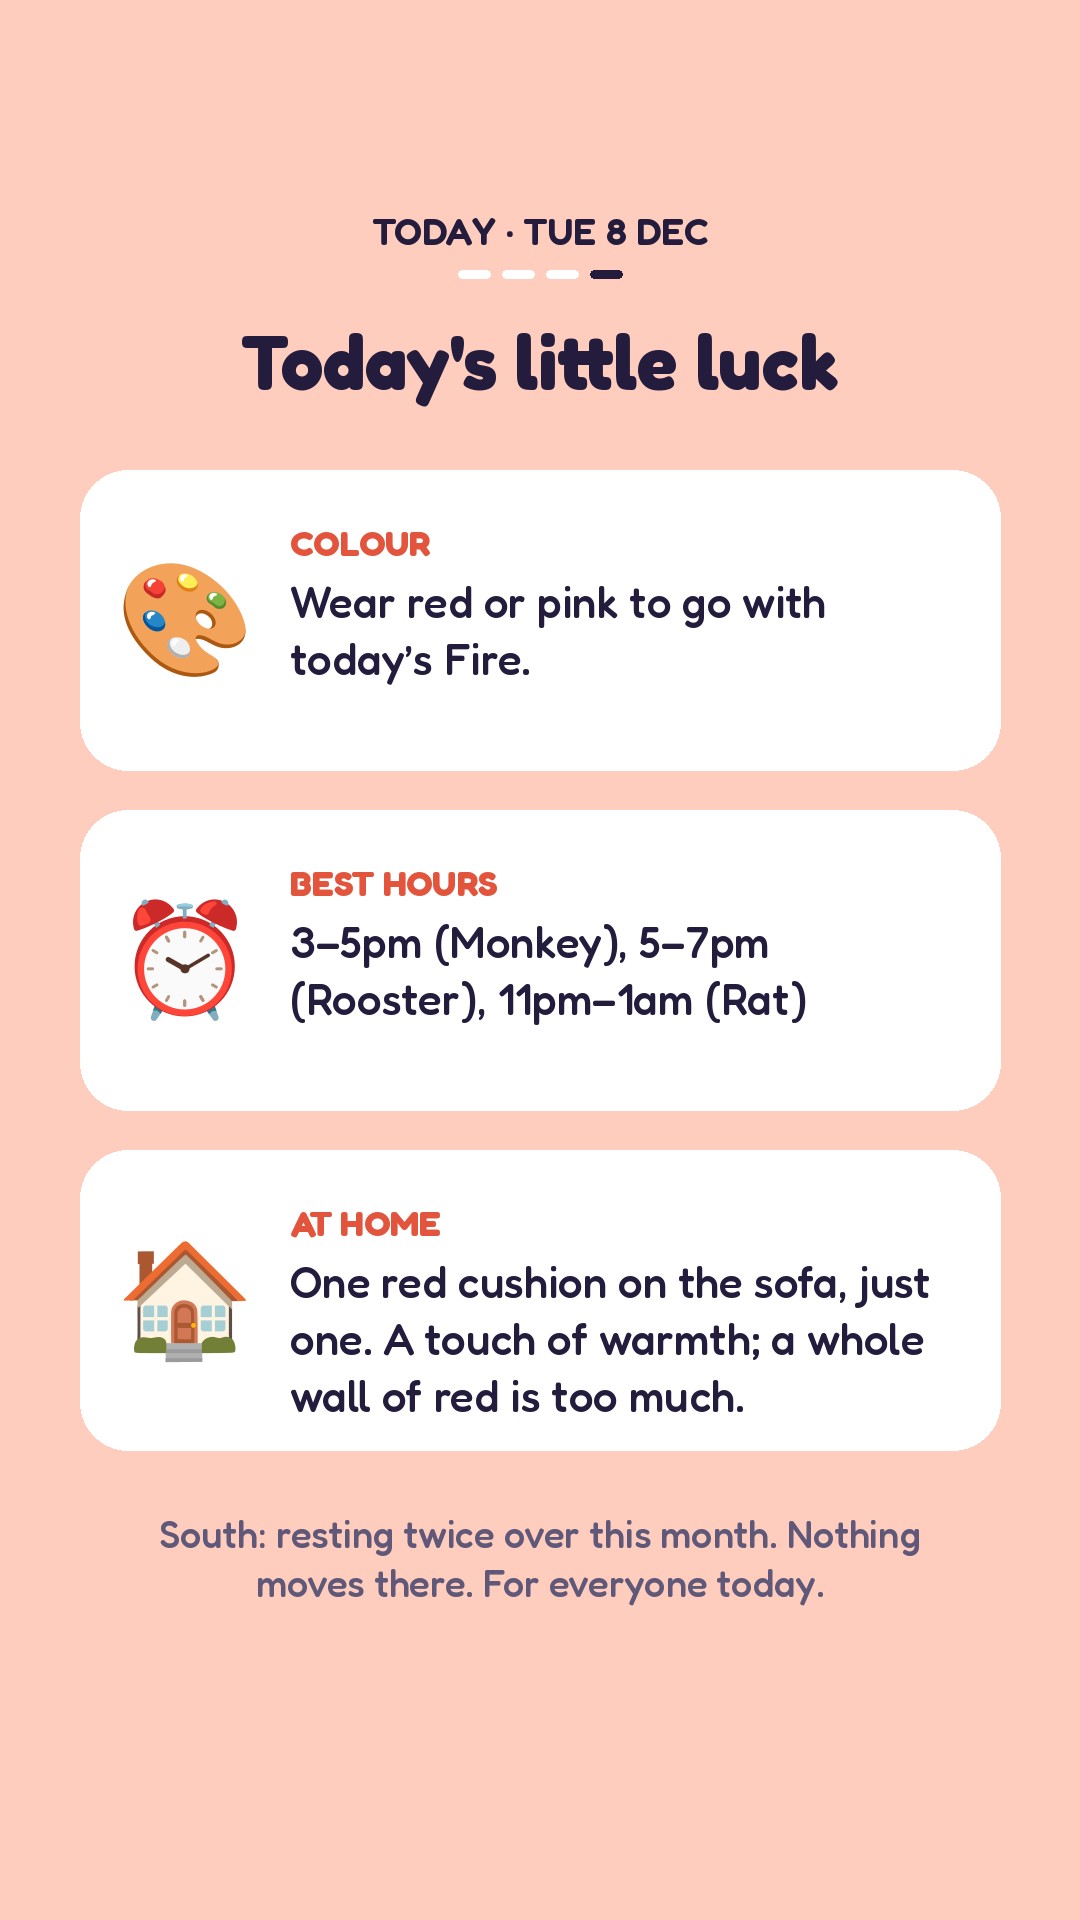 TODAY · TUE 8 DEC
Today's little luck
COLOUR
Wear red or pink to go with
today’s Fire.
BEST HOURS
3–5pm (Monkey), 5–7pm
(Rooster), 11pm–1am (Rat)
AT HOME
One red cushion on the sofa, just
one. A touch of warmth; a whole
wall of red is too much.
South: resting twice over this month. Nothing
moves there. For everyone today.